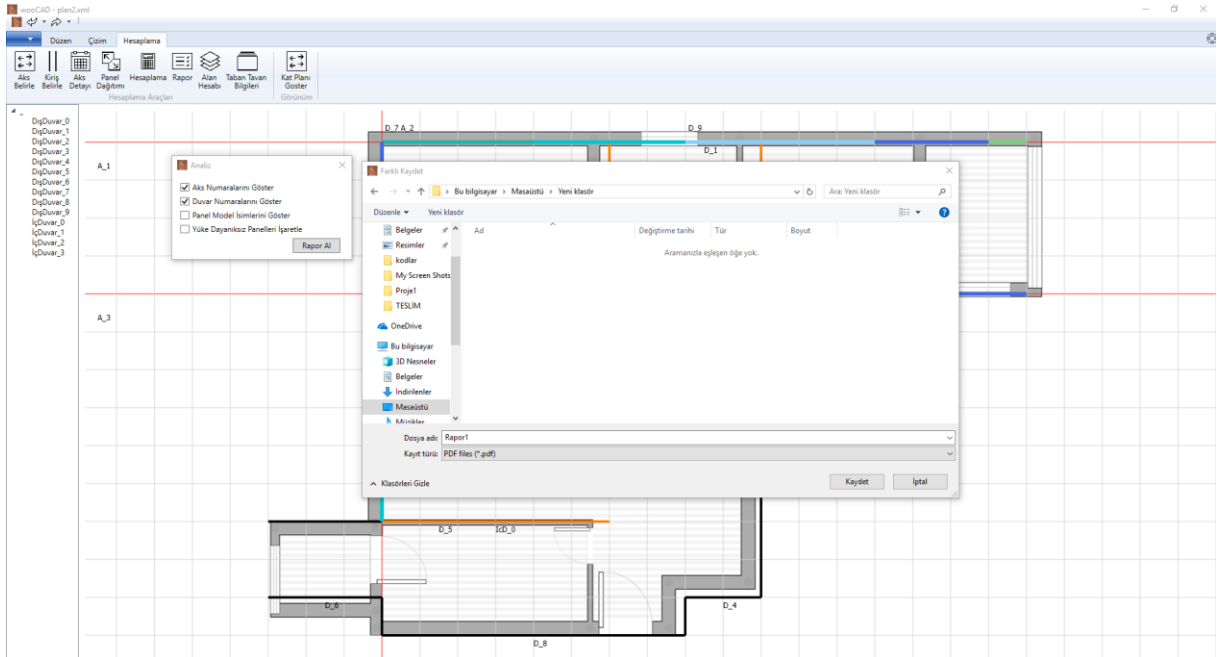 wooCAD - plan2.xml
Düzen Çizim Hesaplama
Aks Belirle
Kiriş Belirle
Aks Detayı
Panel Dağıtımı
Hesaplama
Rapor
Alan Hesabı
Taban Tavan Bilgileri
Kat Planı Goster
Hesaplama Araçları
Görünüm
DışDuvar_0
DışDuvar_1
DışDuvar_2
DışDuvar_3
DışDuvar_4
DışDuvar_5
DışDuvar_6
DışDuvar_7
DışDuvar_8
DışDuvar_9
İçDuvar_0
İçDuvar_1
İçDuvar_2
İçDuvar_3
D_7 A_2
D_9
D_1
A_1
A_3
Analiz
Aks Numaralarını Göster
Duvar Numaralarını Göster
Panel Model İsimlerini Göster
Yüke Dayanıksız Panelleri İşaretle
Rapor Al
Farklı Kaydet
Bu bilgisayar › Masaüstü › Yeni klasör
Ara: Yeni klasör
Düzenle Yeni klasör
Belgeler
Resimler
kodlar
My Screen Shots
Proje1
TESLİM
OneDrive
Bu bilgisayar
3D Nesneler
Belgeler
İndirilenler
Masaüstü
Müzikler
Ad Değiştirme tarihi Tür Boyut
Aramanızla eşleşen öğe yok.
Dosya adı: Rapor1
Kayıt türü: PDF files (*.pdf)
Klasörleri Gizle
Kaydet İptal
D_5 IcD_0
D_6
D_4
D_8